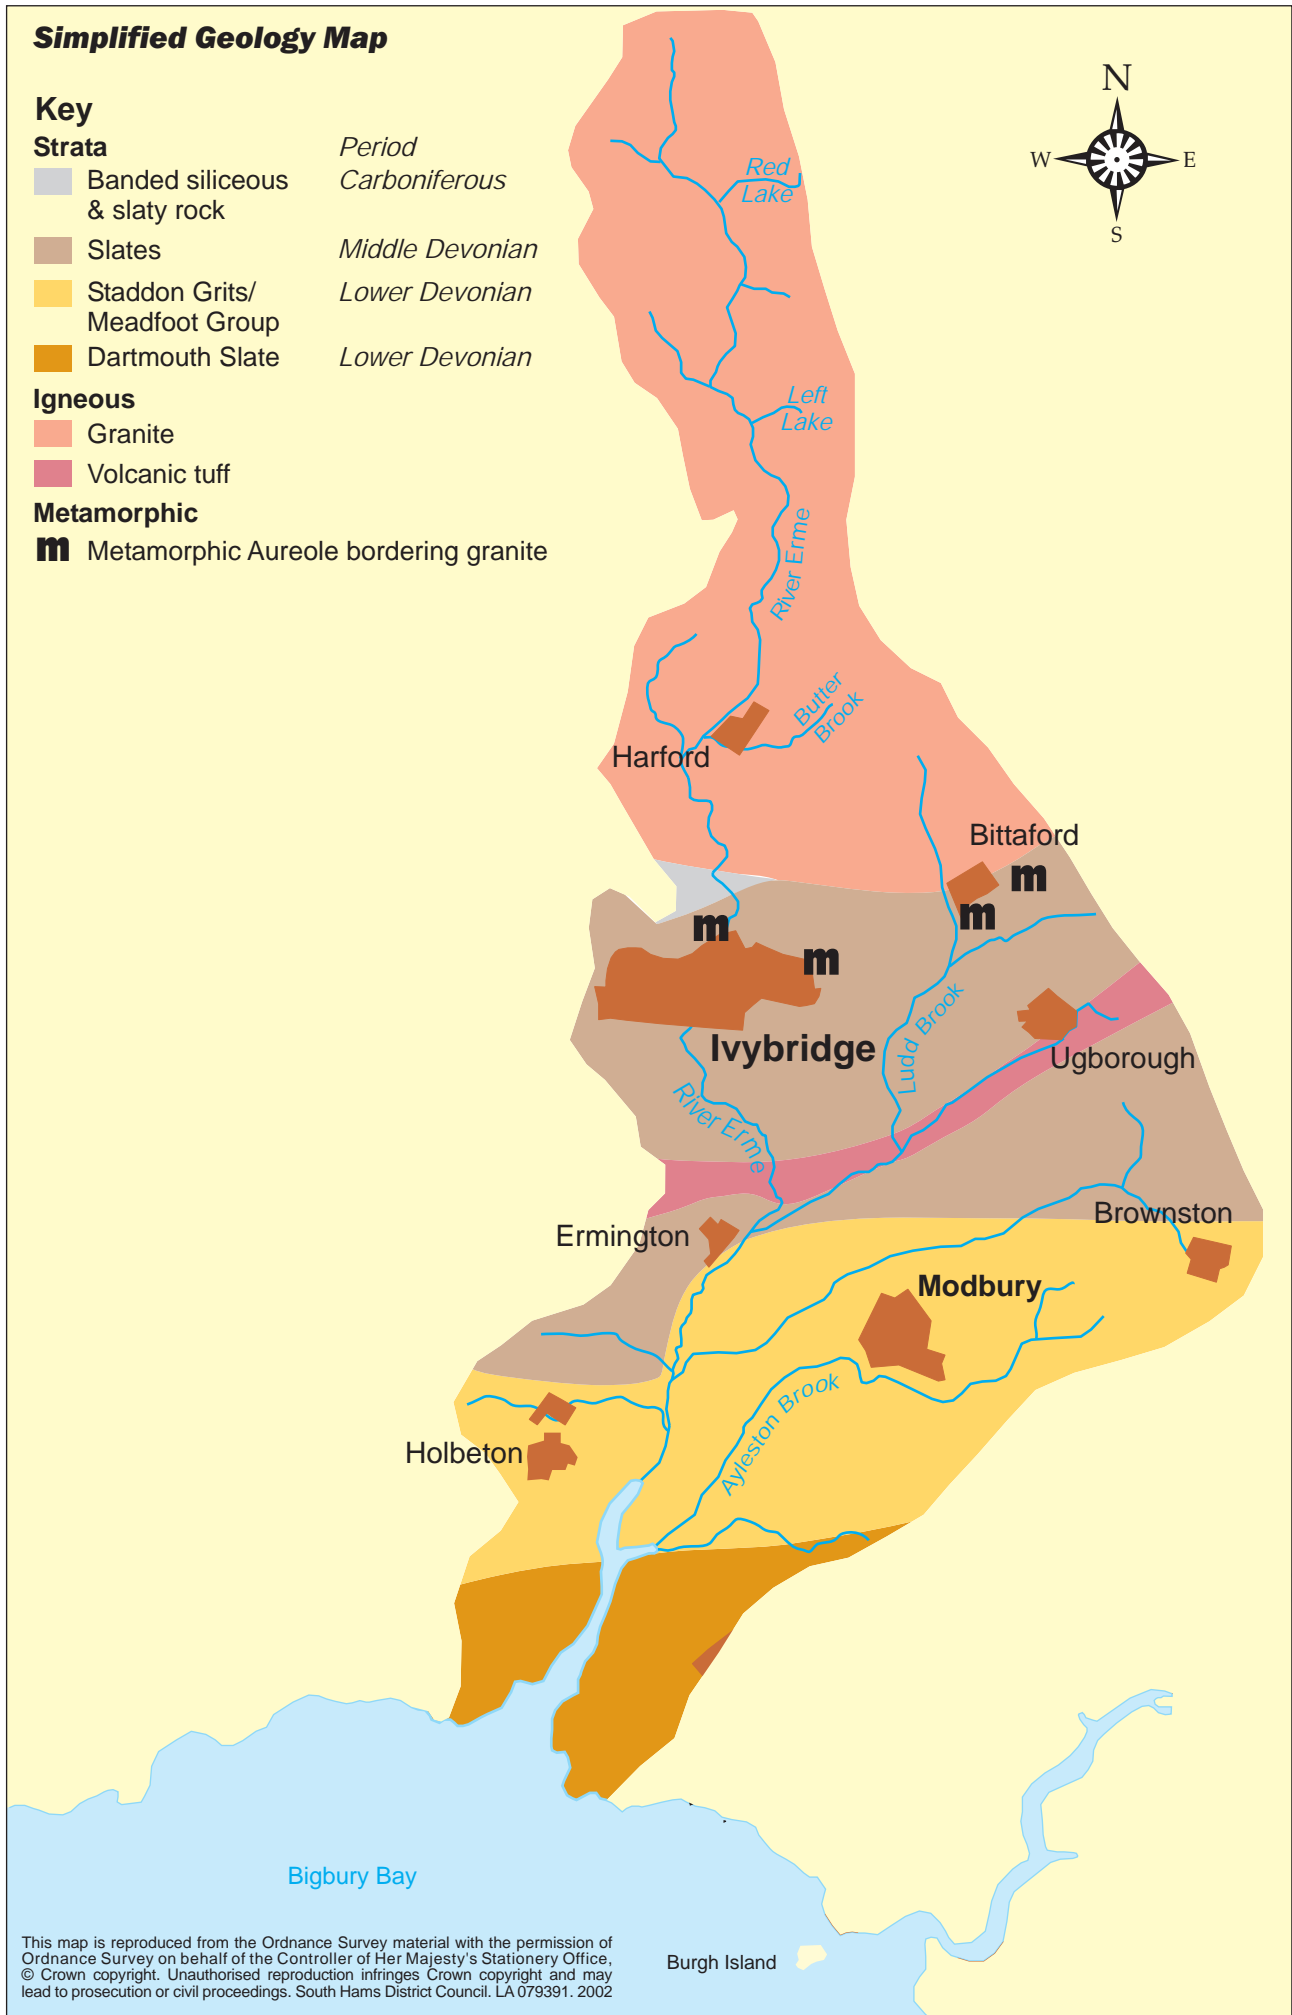 Simplified Geology Map
Key
Strata Period
Banded siliceous Carboniferous
& slaty rock
Slates Middle Devonian
Staddon Grits/ Lower Devonian
Meadfoot Group
Dartmouth Slate Lower Devonian
Igneous
Granite
Volcanic tuff
Metamorphic
m Metamorphic Aureole bordering granite
N
W E
S
Red
Lake
Left
Lake
River Erme
Butter
Brook
Harford
Bittaford
m
m
m
m
Ludd Brook
Ivybridge
Ugborough
River Erme
Brownston
Ermington
Modbury
Ayleston Brook
Holbeton
Bigbury Bay
Burgh Island
This map is reproduced from the Ordnance Survey material with the permission of
Ordnance Survey on behalf of the Controller of Her Majesty's Stationery Office,
© Crown copyright. Unauthorised reproduction infringes Crown copyright and may
lead to prosecution or civil proceedings. South Hams District Council. LA 079391. 2002